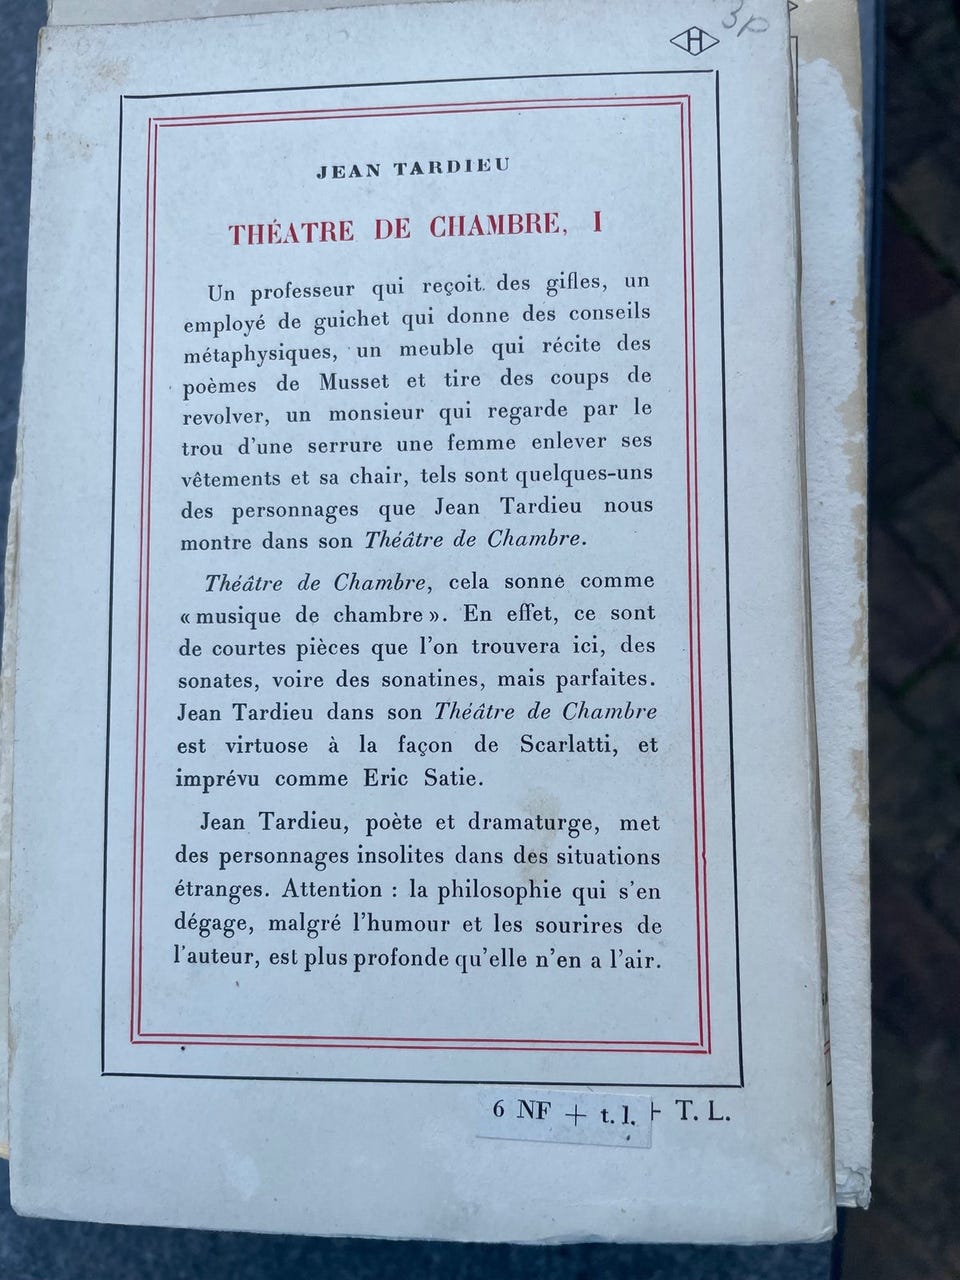 H
3p
JEAN TARDIEU
THÉATRE DE CHAMBRE, I
Un professeur qui reçoit des gifles, un
employé de guichet qui donne des conseils
métaphysiques, un meuble qui récite des
poèmes de Musset et tire des coups de
revolver, un monsieur qui regarde par le
trou d'une serrure une femme enlever ses
vêtements et sa chair, tels sont quelques-uns
des personnages que Jean Tardieu nous
montre dans son Théâtre de Chambre.
Théâtre de Chambre, cela sonne comme
« musique de chambre ». En effet, ce sont
de courtes pièces que l'on trouvera ici, des
sonates, voire des sonatines, mais parfaites.
Jean Tardieu dans son Théâtre de Chambre
est virtuose à la façon de Scarlatti, et
imprévu comme Eric Satie.
Jean Tardieu, poète et dramaturge, met
des personnages insolites dans des situations
étranges. Attention : la philosophie qui s'en
dégage, malgré l'humour et les sourires de
l'auteur, est plus profonde qu'elle n'en a l'air.
6 NF + t. l. + T. L.